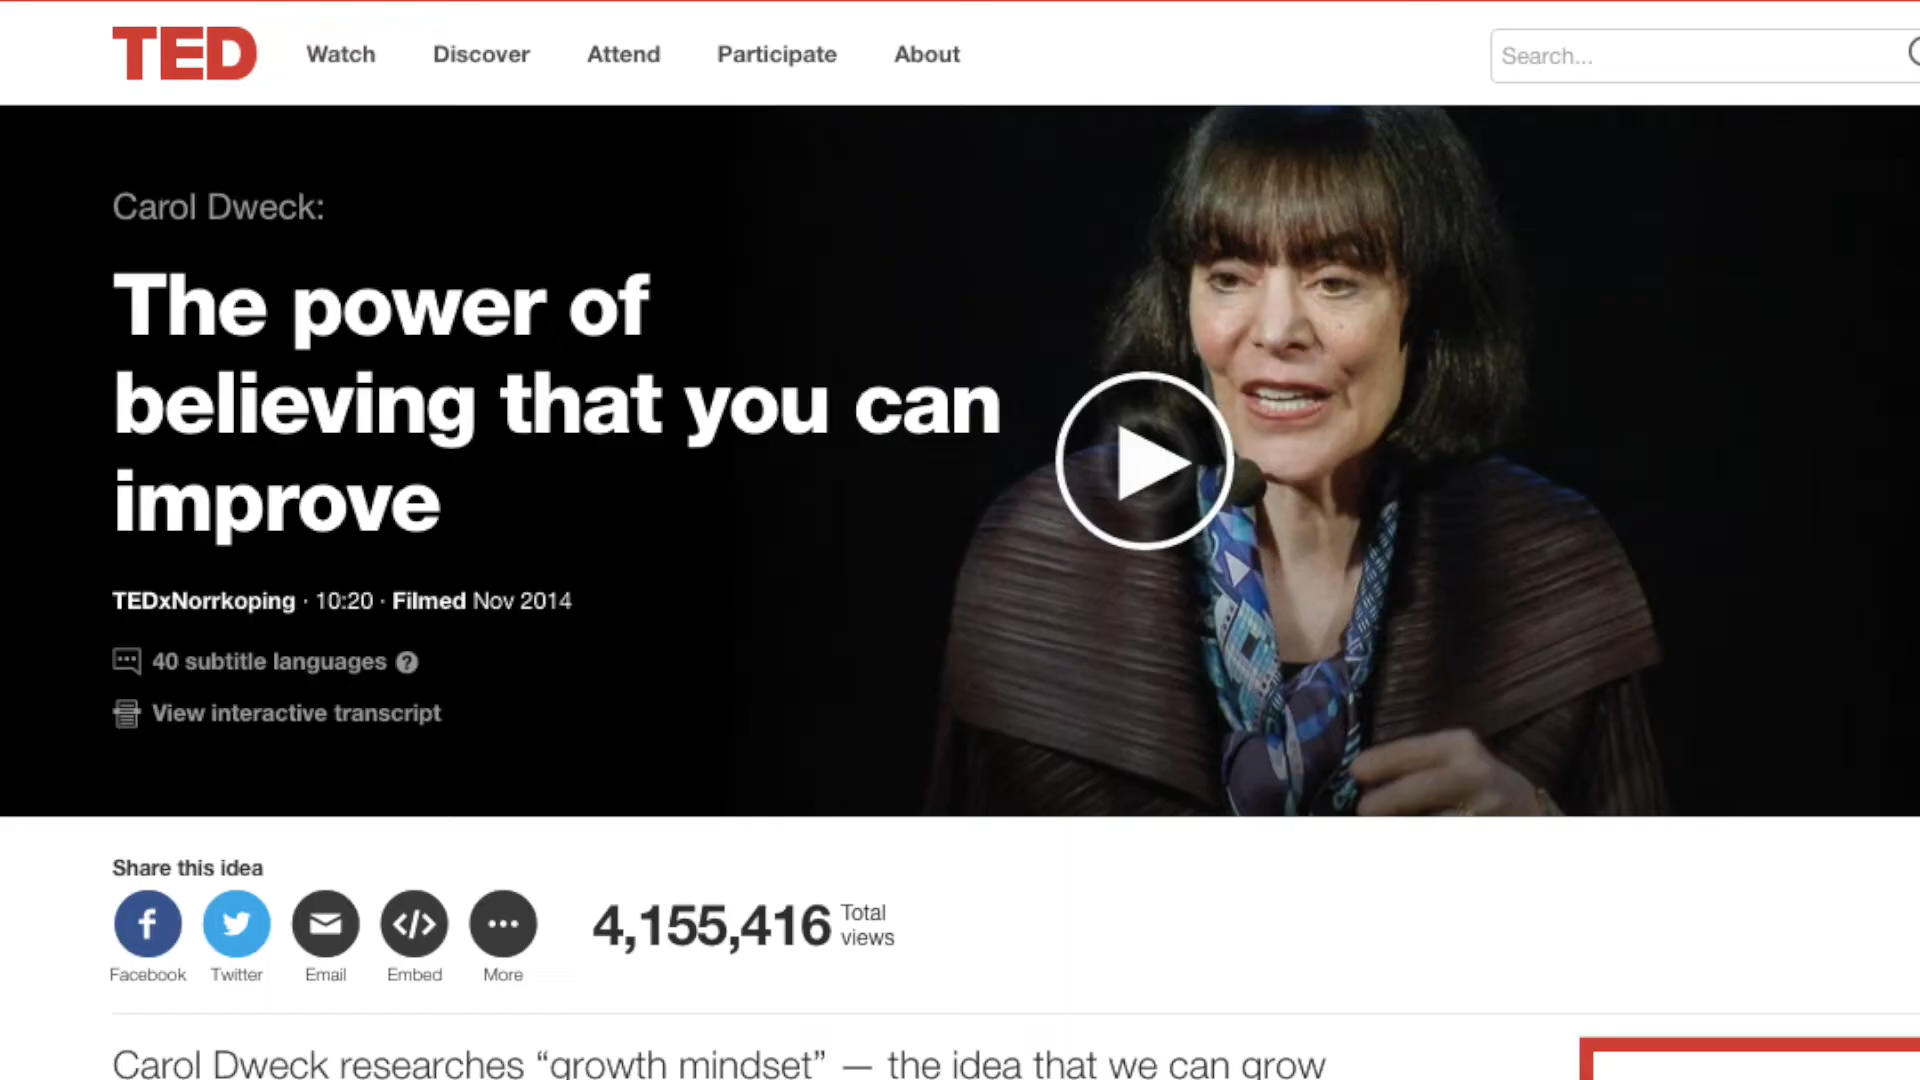 TED Watch Discover Attend Participate About Search...
Carol Dweck:
The power of
believing that you can
improve
TEDxNorrkoping · 10:20 · Filmed Nov 2014
40 subtitle languages ?
View interactive transcript
Share this idea
f </> 4,155,416 Total
views
Facebook Twitter Email Embed More
Carol Dweck researches “growth mindset” — the idea that we can grow